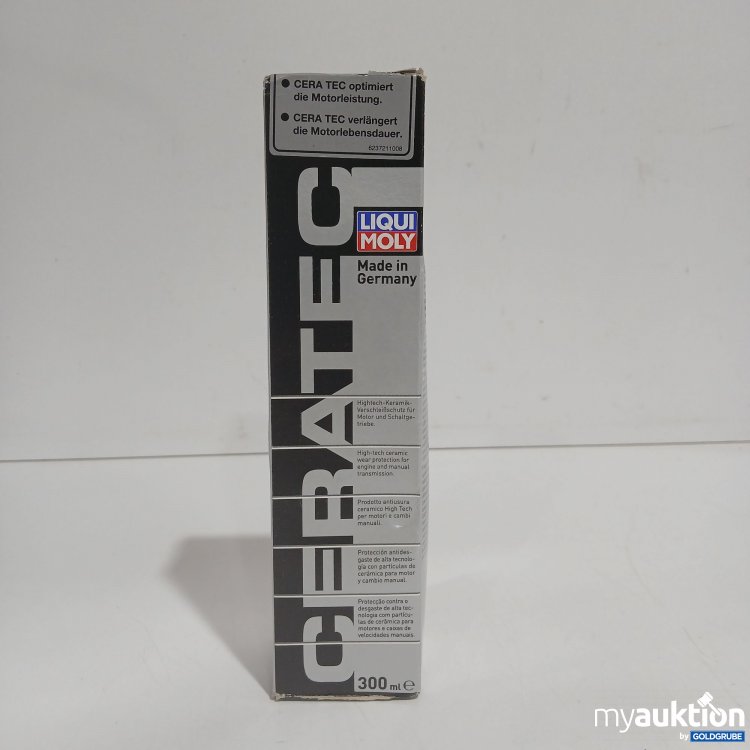 ● CERA TEC optimiert
die Motorleistung.
● CERA TEC verlängert
die Motorlebensdauer.
6237211008
CERATEC
LIQUI
MOLY
Made in
Germany
Hightech-Keramik-
Verschleißschutz für
Motor und Schaltge-
triebe.
High-tech ceramic
wear protection for
engine and manual
transmission.
Prodotto antiusura
ceramico High Tech
per motori e cambi
manuali.
Protección antides-
gaste de alta tecnolo-
gía con partículas de
cerámica para motor
y cambio manual.
Protecção contra o
desgaste de alta tec-
nologia com partícu-
las de cerâmica para
motores e caixas de
velocidades manuais.
300 ml ℮
myauktion
by GOLDGRUBE